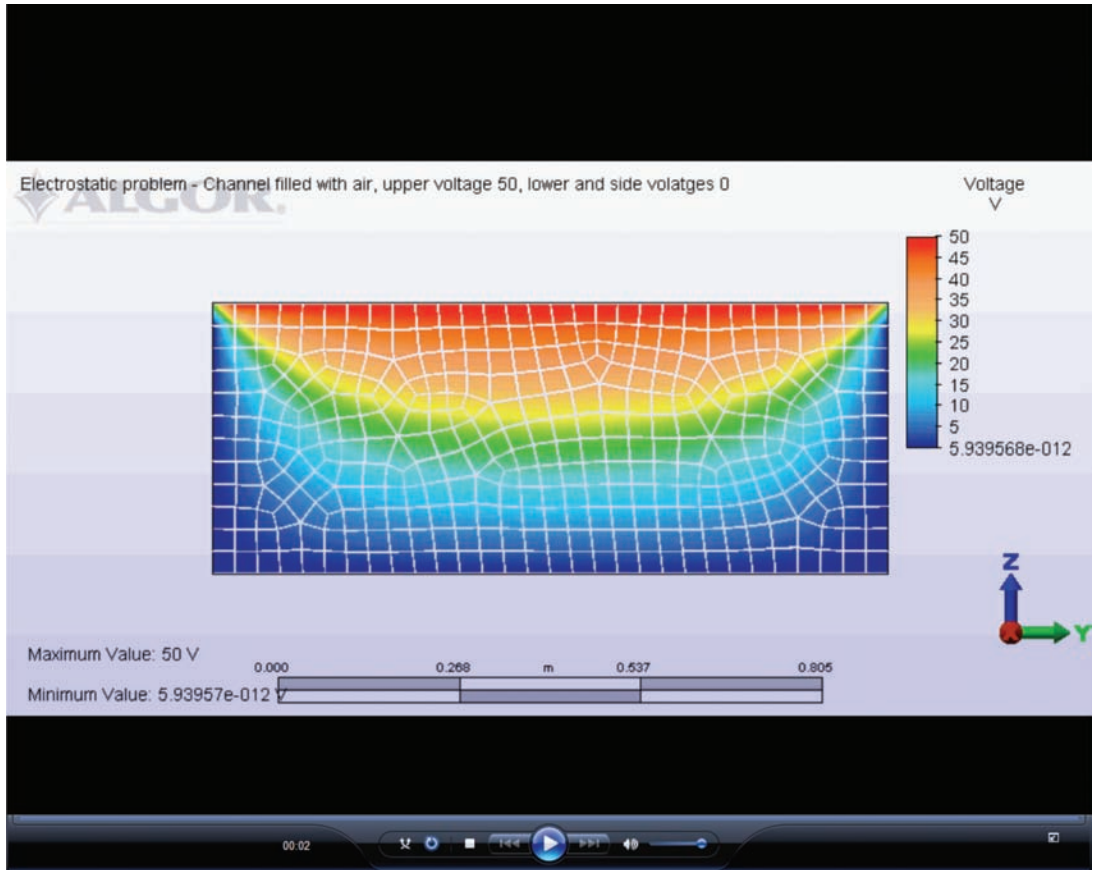 ALGOR.
Electrostatic problem - Channel filled with air, upper voltage 50, lower and side volatges 0
Voltage
V
50
45
40
35
30
25
20
15
10
5
5.939568e-012
Z
Y
Maximum Value: 50 V
0.000 0.268 m 0.537 0.805
Minimum Value: 5.93957e-012 V
00:02